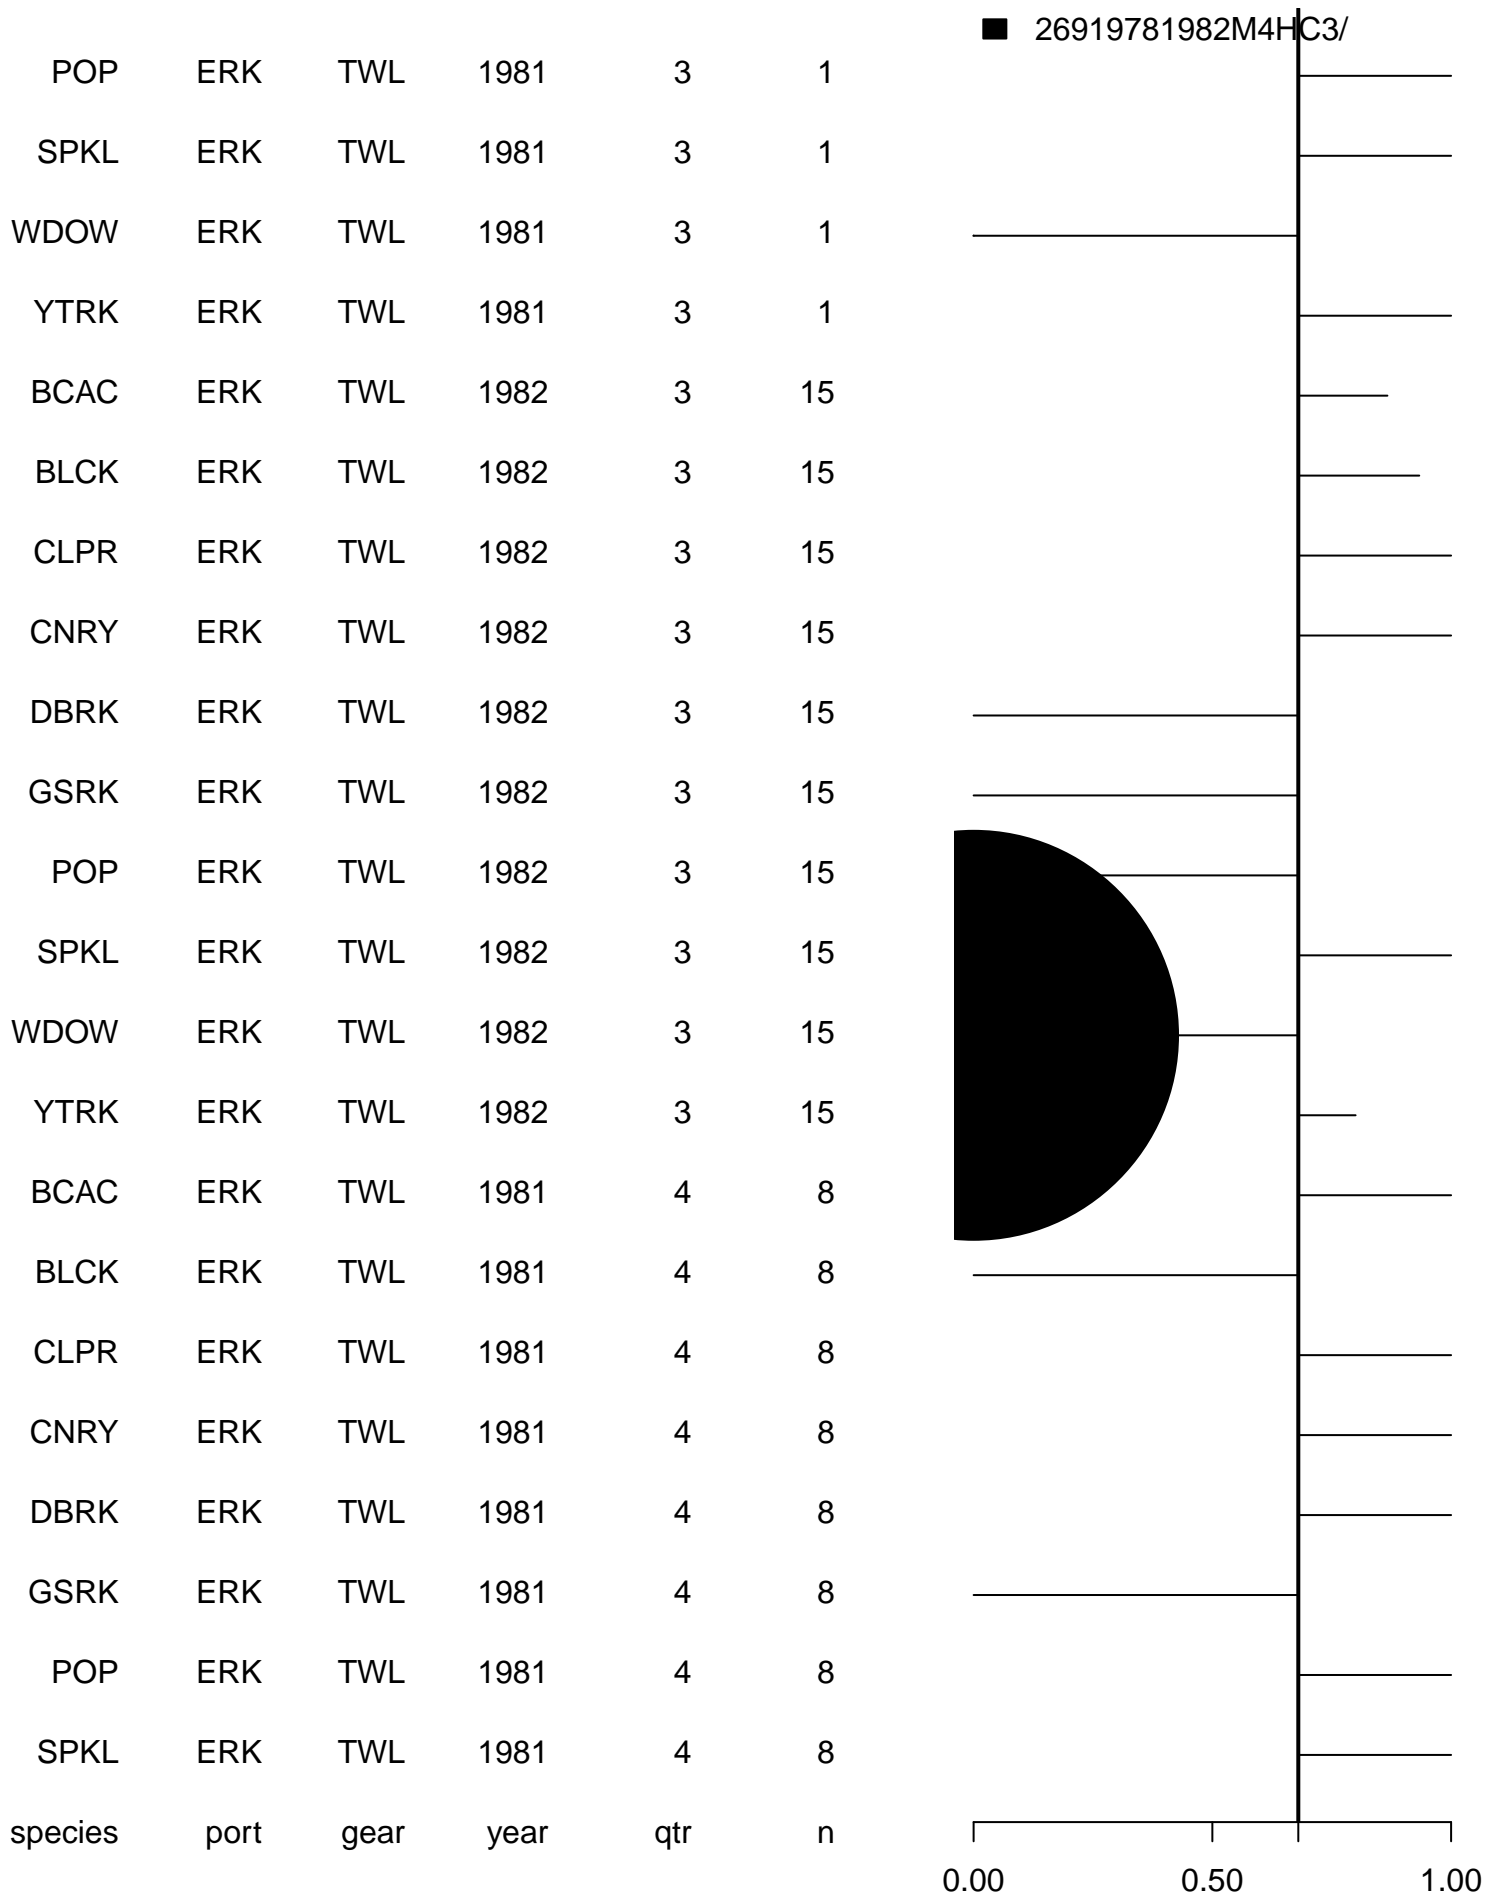 26919781982M4HC3/
POP ERK TWL 1981 3 1
SPKL ERK TWL 1981 3 1
WDOW ERK TWL 1981 3 1
YTRK ERK TWL 1981 3 1
BCAC ERK TWL 1982 3 15
BLCK ERK TWL 1982 3 15
CLPR ERK TWL 1982 3 15
CNRY ERK TWL 1982 3 15
DBRK ERK TWL 1982 3 15
GSRK ERK TWL 1982 3 15
POP ERK TWL 1982 3 15
SPKL ERK TWL 1982 3 15
WDOW ERK TWL 1982 3 15
YTRK ERK TWL 1982 3 15
BCAC ERK TWL 1981 4 8
BLCK ERK TWL 1981 4 8
CLPR ERK TWL 1981 4 8
CNRY ERK TWL 1981 4 8
DBRK ERK TWL 1981 4 8
GSRK ERK TWL 1981 4 8
POP ERK TWL 1981 4 8
SPKL ERK TWL 1981 4 8
species port gear year qtr n
0.00 0.50 1.00